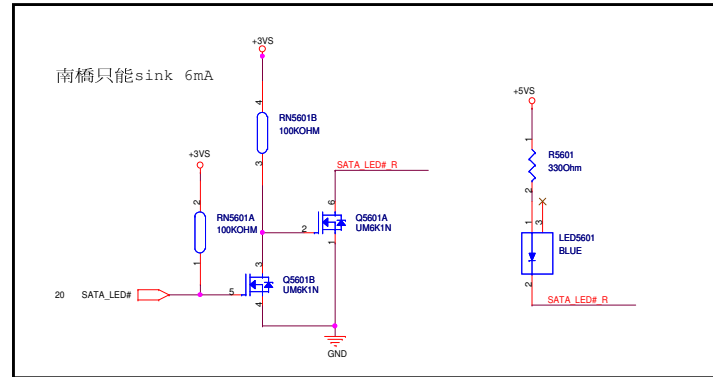 南橋只能sink 6mA
+3VS
4
RN5601B
100KOHM
3
+3VS
2
RN5601A
100KOHM
1
20 SATA_LED#
5
3
Q5601B
UM6K1N
4
SATA_LED#_R
6
2
Q5601A
UM6K1N
1
GND
+5VS
1
R5601
330Ohm
2
1
3
LED5601
BLUE
2
SATA_LED#_R